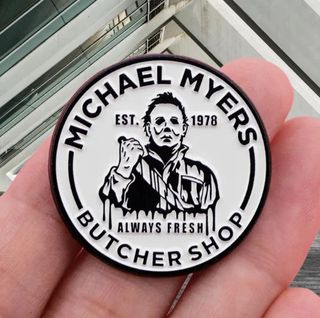 MICHAEL MYERS
EST. 1978
ALWAYS FRESH
BUTCHER SHOP